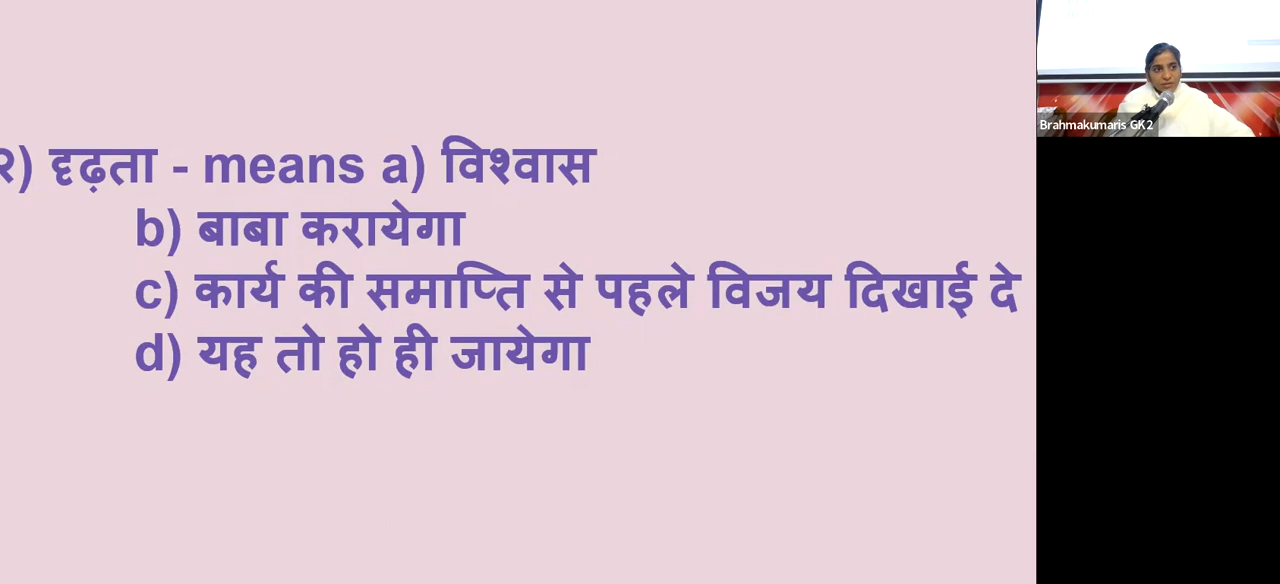 २) दृढ़ता - means a) विश्वास
b) बाबा करायेगा
c) कार्य की समाप्ति से पहले विजय दिखाई दे
d) यह तो हो ही जायेगा
Brahmakumaris GK2